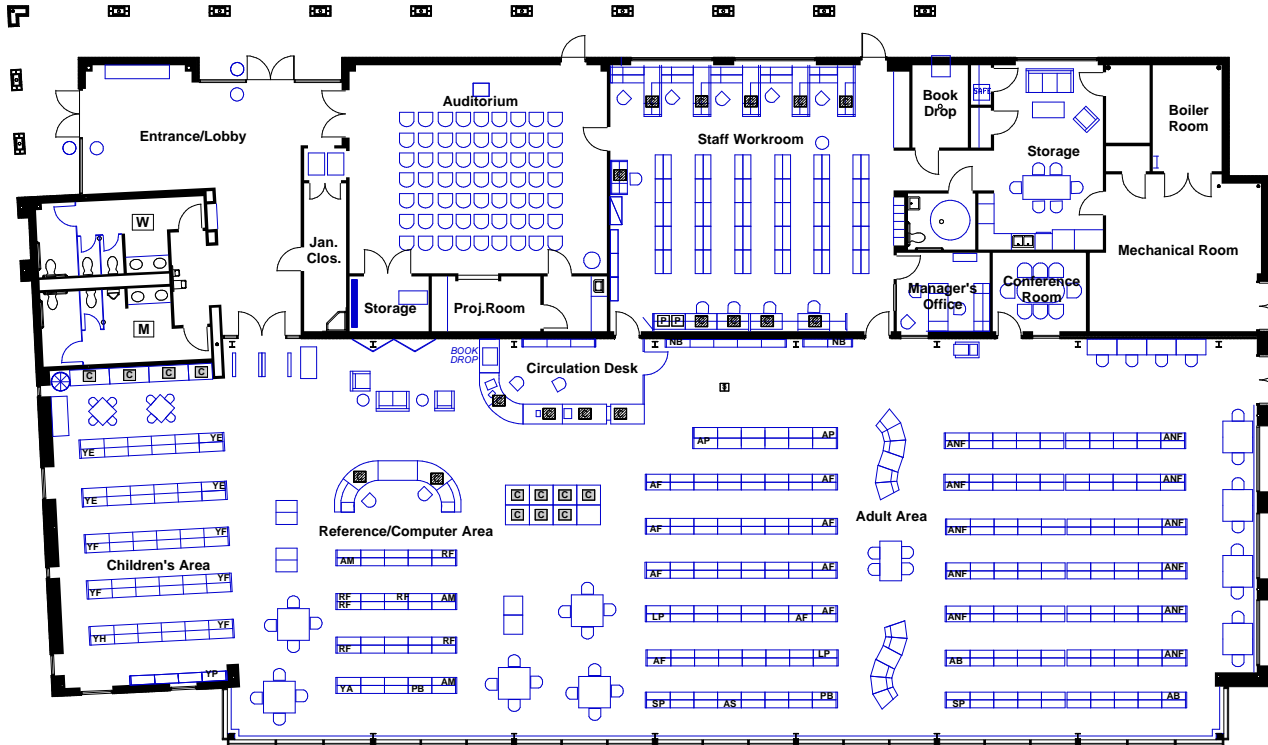 Auditorium
Entrance/Lobby
Staff Workroom
Book
Drop
SAFE
Storage
Boiler
Room
W
Jan.
Clos.
Mechanical Room
Storage
Proj.Room
Manager's
Office
Conference
Room
M
C C C C C
P P C C C C
BOOK
DROP
Circulation Desk
NB NB
C C C C
C C C C
YE YE
AP AP
ANF ANF
YE YE
C C
AF AF
ANF ANF
C C C C
C C C
Reference/Computer Area
Adult Area
YF YF
AF AF
ANF ANF
Children's Area
AM RF
AF AF
ANF ANF
YF YF
RF RF AM
RF
LP AF AF
ANF ANF
YH YF
RF RF
AF LP
AB ANF
YP
YA PB AM
SP AS PB
SP AB